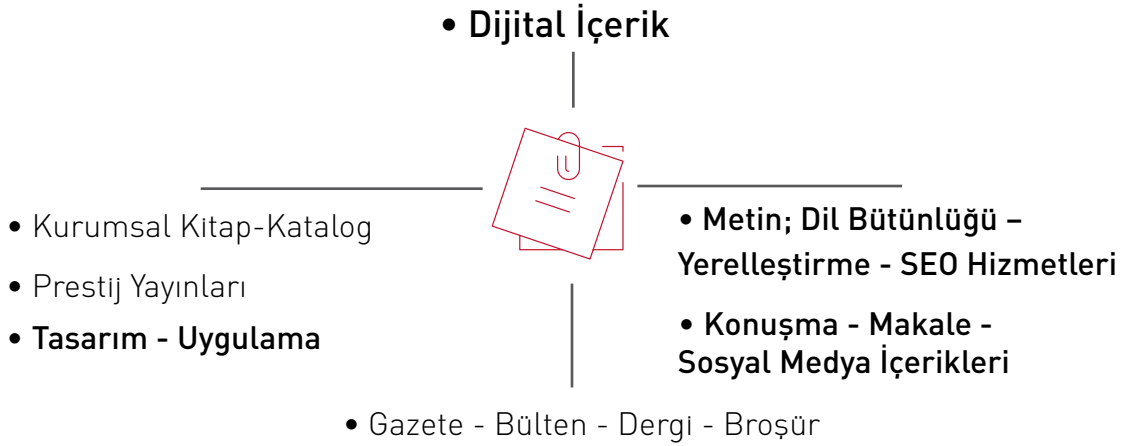 • Dijital İçerik
• Kurumsal Kitap-Katalog
• Prestij Yayınları
• Tasarım - Uygulama
• Metin; Dil Bütünlüğü –
Yerelleştirme - SEO Hizmetleri
• Konuşma - Makale -
Sosyal Medya İçerikleri
• Gazete - Bülten - Dergi - Broşür